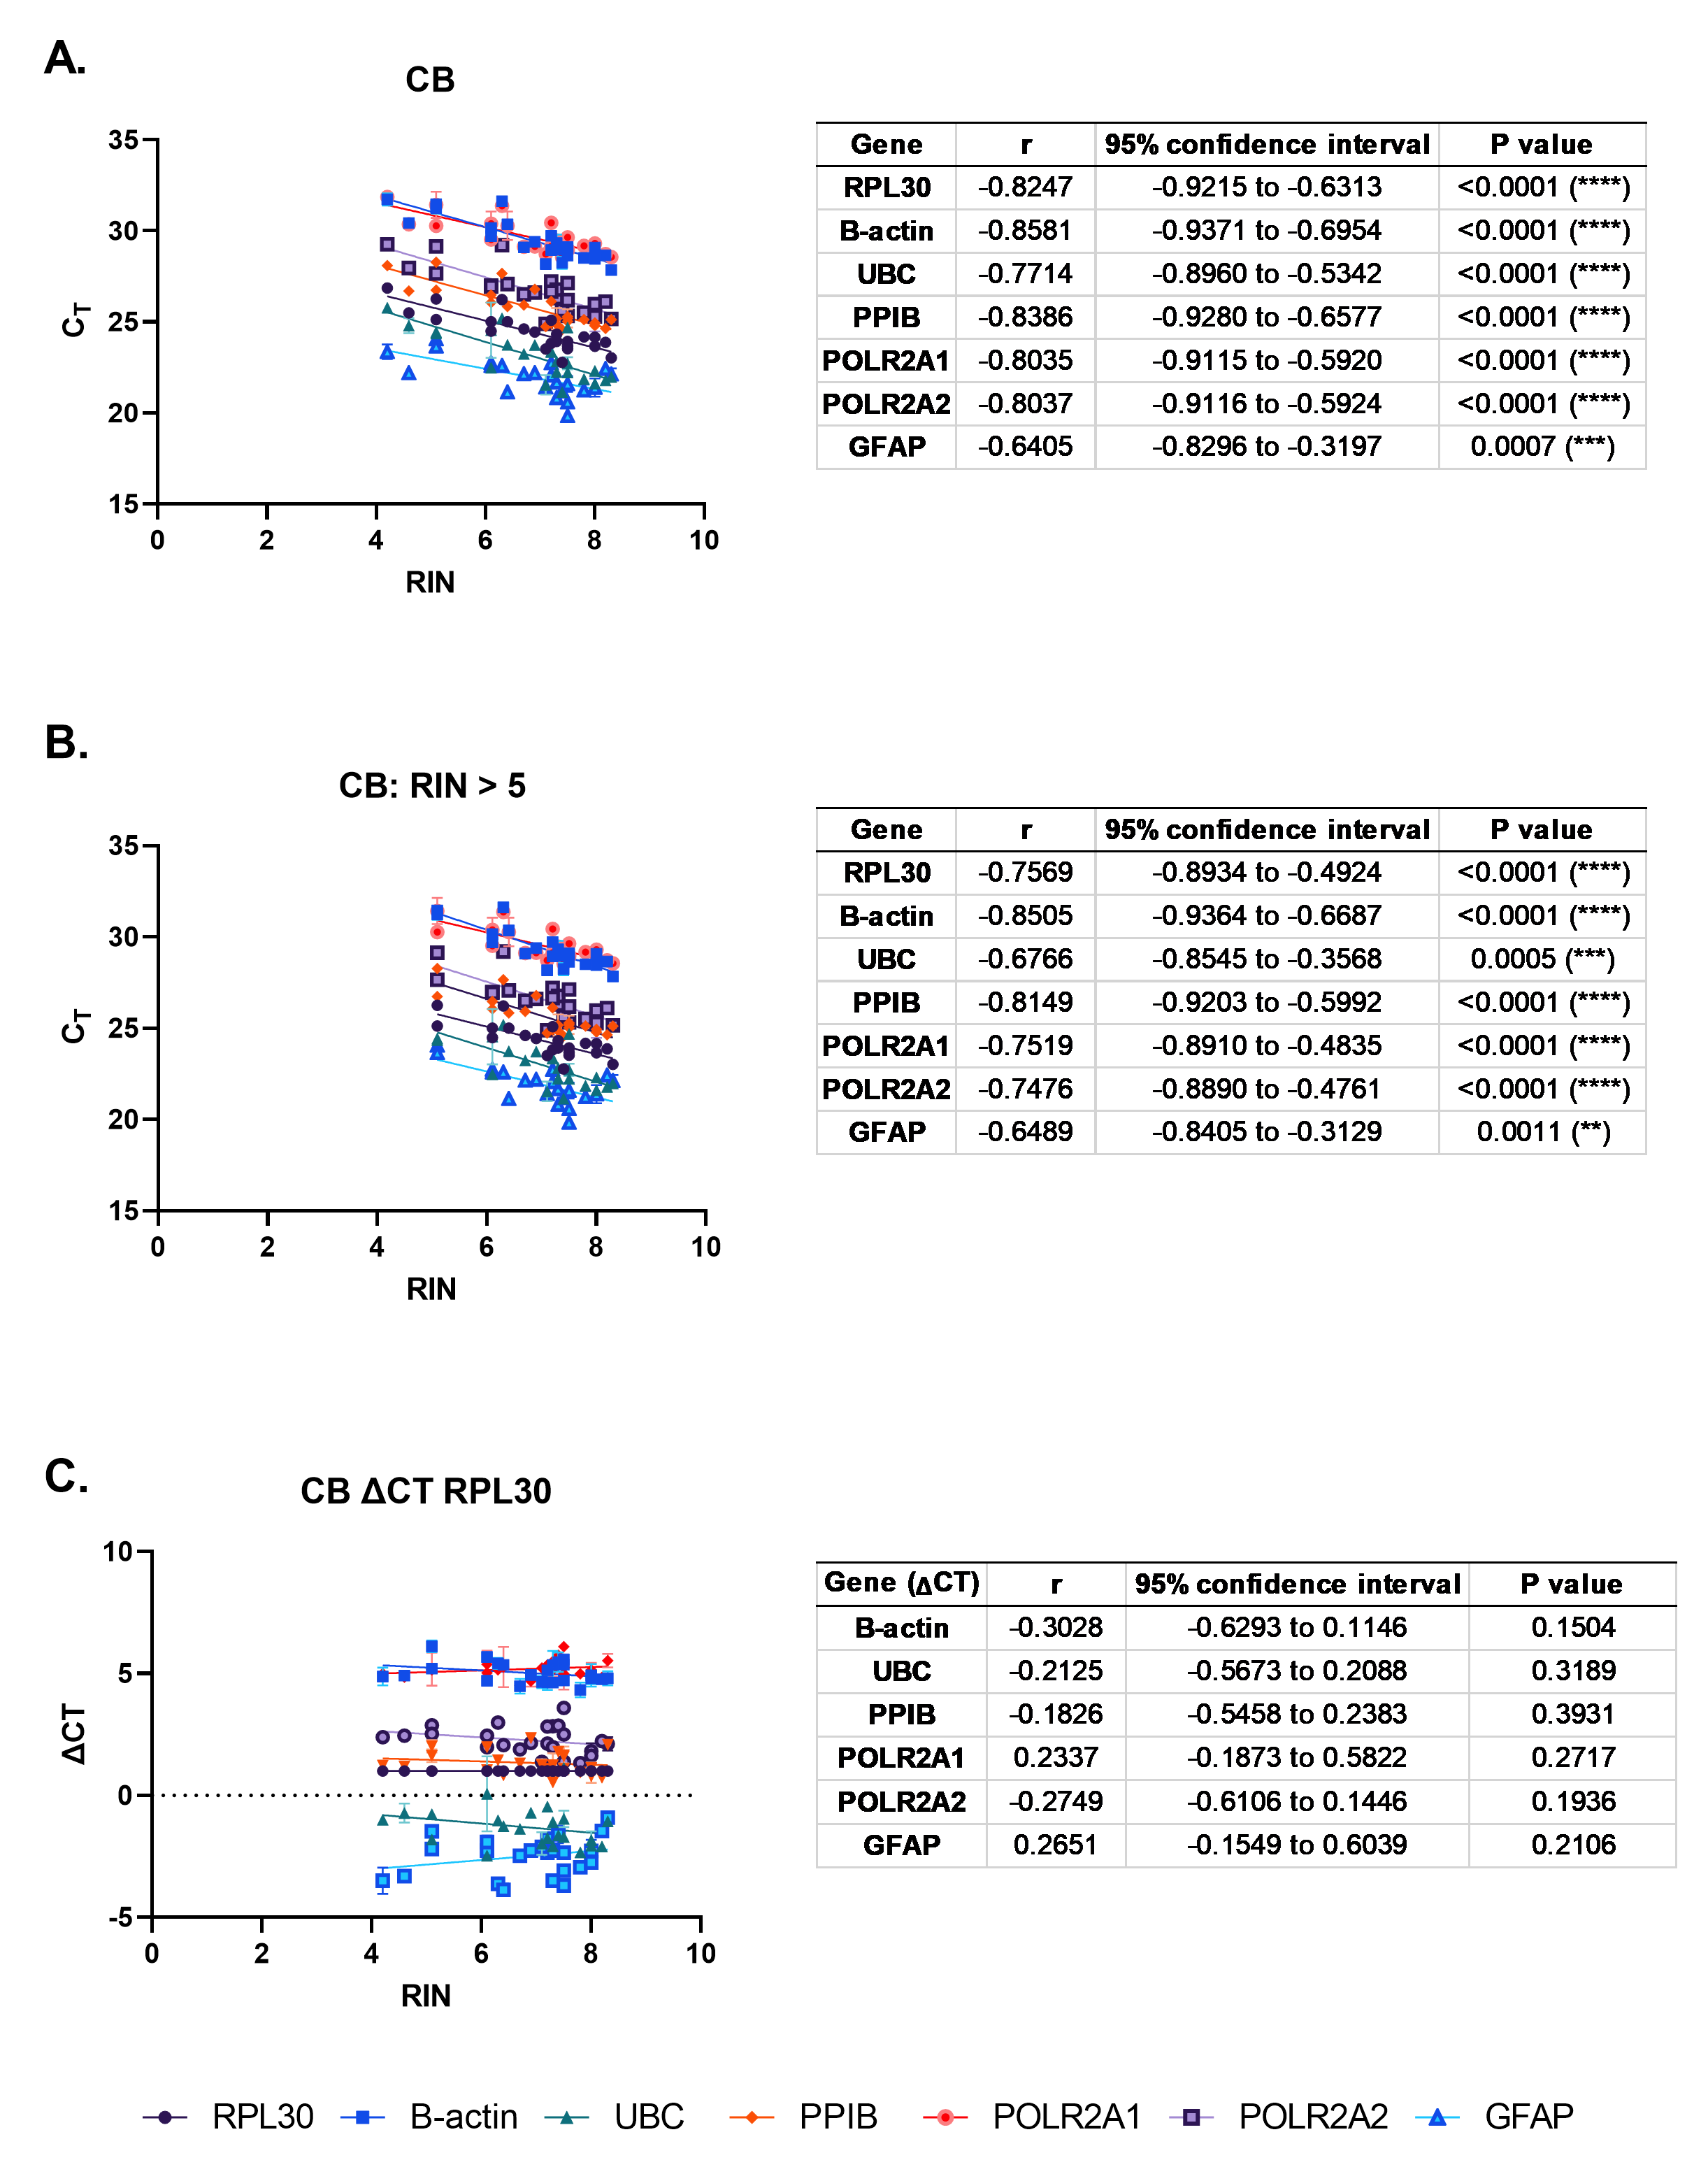 A.
CB
35
30
25
20
15
C_T
0 2 4 6 8 10
RIN
Gene r 95% confidence interval P value
RPL30 -0.8247 -0.9215 to -0.6313 <0.0001 (****)
B-actin -0.8581 -0.9371 to -0.6954 <0.0001 (****)
UBC -0.7714 -0.8960 to -0.5342 <0.0001 (****)
PPIB -0.8386 -0.9280 to -0.6577 <0.0001 (****)
POLR2A1 -0.8035 -0.9115 to -0.5920 <0.0001 (****)
POLR2A2 -0.8037 -0.9116 to -0.5924 <0.0001 (****)
GFAP -0.6405 -0.8296 to -0.3197 0.0007 (***)
B.
CB: RIN > 5
35
30
25
20
15
C_T
0 2 4 6 8 10
RIN
Gene r 95% confidence interval P value
RPL30 -0.7569 -0.8934 to -0.4924 <0.0001 (****)
B-actin -0.8505 -0.9364 to -0.6687 <0.0001 (****)
UBC -0.6766 -0.8545 to -0.3568 0.0005 (***)
PPIB -0.8149 -0.9203 to -0.5992 <0.0001 (****)
POLR2A1 -0.7519 -0.8910 to -0.4835 <0.0001 (****)
POLR2A2 -0.7476 -0.8890 to -0.4761 <0.0001 (****)
GFAP -0.6489 -0.8405 to -0.3129 0.0011 (**)
C.
CB ΔCT RPL30
10
5
0
-5
ΔCT
0 2 4 6 8 10
RIN
Gene (ΔCT) r 95% confidence interval P value
B-actin -0.3028 -0.6293 to 0.1146 0.1504
UBC -0.2125 -0.5673 to 0.2088 0.3189
PPIB -0.1826 -0.5458 to 0.2383 0.3931
POLR2A1 0.2337 -0.1873 to 0.5822 0.2717
POLR2A2 -0.2749 -0.6106 to 0.1446 0.1936
GFAP 0.2651 -0.1549 to 0.6039 0.2106
RPL30 B-actin UBC PPIB POLR2A1 POLR2A2 GFAP